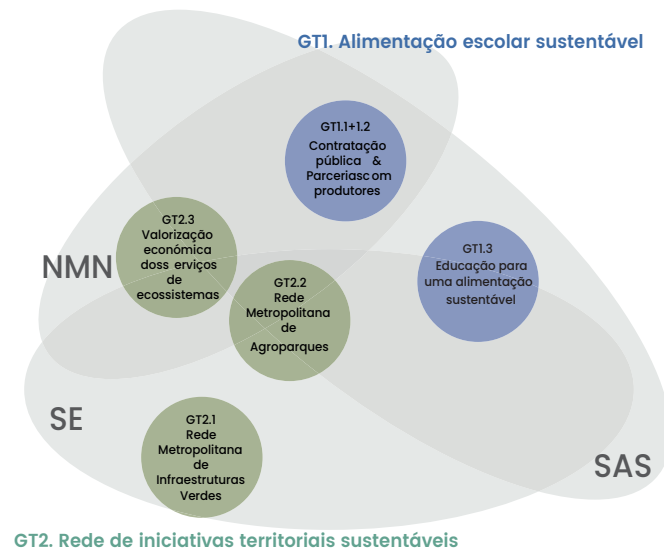 GT1. Alimentação escolar sustentável
GT1.1+1.2
Contratação
pública &
Parceriasc om
produtores
GT2.3
Valorização
económica
doss erviços
de
ecossistemas
NMN
GT1.3
Educação para
uma alimentação
sustentável
GT2.2
Rede
Metropolitana
de
Agroparques
SE
GT2.1
Rede
Metropolitana
de
Infraestruturas
Verdes
SAS
GT2. Rede de iniciativas territoriais sustentáveis